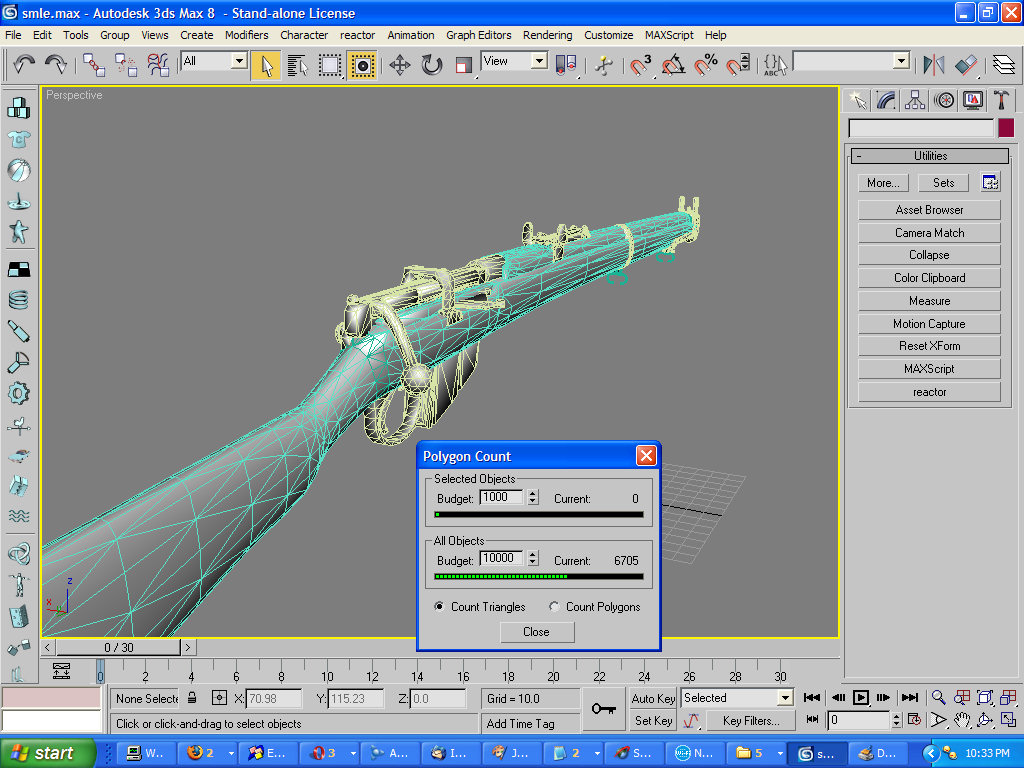 smle.max - Autodesk 3ds Max 8 - Stand-alone License
File Edit Tools Group Views Create Modifiers Character reactor Animation Graph Editors Rendering Customize MAXScript Help
All
View
3
%
ABC
Perspective
Utilities
More... Sets
Asset Browser
Camera Match
Collapse
Color Clipboard
Measure
Motion Capture
Reset XForm
MAXScript
reactor
Polygon Count
Selected Objects
Budget: 1000 Current: 0
All Objects
Budget: 10000 Current: 6705
Count Triangles Count Polygons
Close
z
x
0 / 30
0 2 4 6 8 10 12 14 16 18 20 22 24 26 28 30
None Selecte X: 70.98 Y: 115.23 Z: 0.0 Grid = 10.0 Auto Key Selected
Click or click-and-drag to select objects Add Time Tag Set Key Key Filters... 0
start W... 2 E... 3 A... I... J... 2 S... N... 5 s... D... 10:33 PM